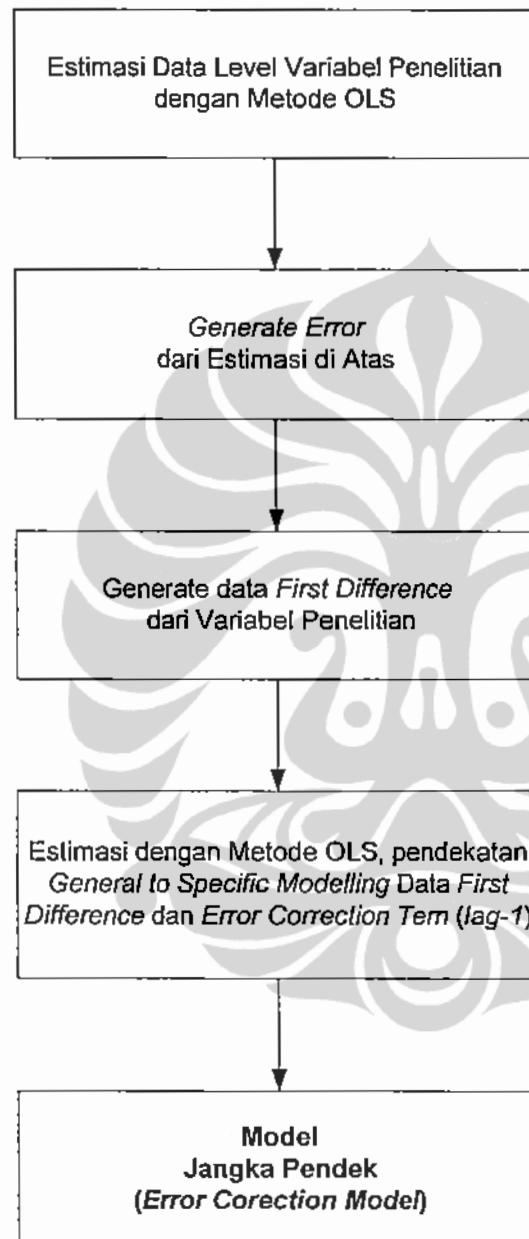 Estimasi Data Level Variabel Penelitian
dengan Metode OLS
Generate Error
dari Estimasi di Atas
Generate data First Difference
dari Variabel Penelitian
Estimasi dengan Metode OLS, pendekatan
General to Specific Modelling Data First
Difference dan Error Correction Tern (lag-1)
Model
Jangka Pendek
(Error Corection Model)